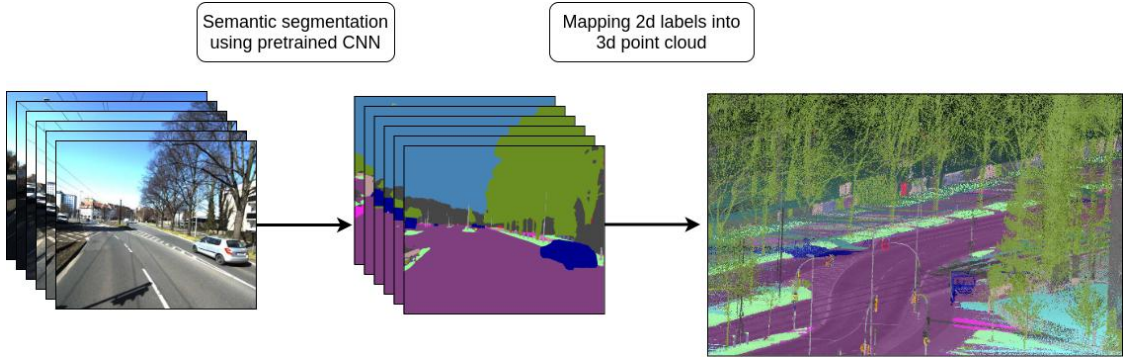 Semantic segmentation
using pretrained CNN
Mapping 2d labels into
3d point cloud